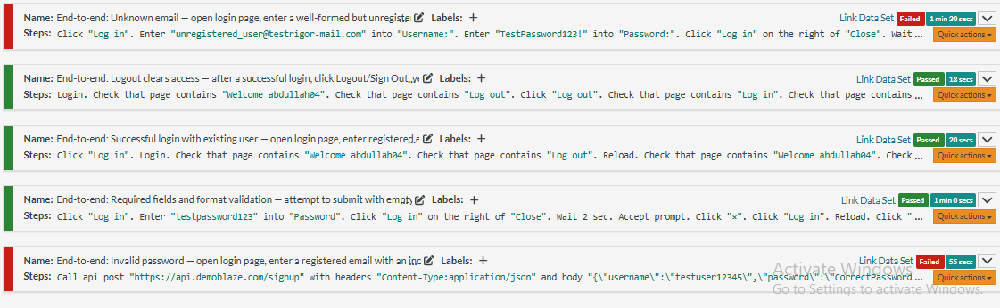 Name: End-to-end: Unknown email — open login page, enter a well-formed but unregiste Labels: + Link Data Set Failed 1 min 30 secs
Steps: Click "Log in". Enter "unregistered_user@testrigor-mail.com" into "Username:". Enter "TestPassword123!" into "Password:". Click "Log in" on the right of "Close". Wait ... Quick actions
Name: End-to-end: Logout clears access — after a successful login, click Logout/Sign Out, ve Labels: + Link Data Set Passed 18 secs
Steps: Login. Check that page contains "Welcome abdullah04". Check that page contains "Log out". Click "Log out". Check that page contains "Log in". Check that page contains ... Quick actions
Name: End-to-end: Successful login with existing user — open login page, enter registered e Labels: + Link Data Set Passed 20 secs
Steps: Click "Log in". Login. Check that page contains "Welcome abdullah04". Check that page contains "Log out". Reload. Check that page contains "Welcome abdullah04". Check ... Quick actions
Name: End-to-end: Required fields and format validation — attempt to submit with empty Labels: + Link Data Set Passed 1 min 0 secs
Steps: Click "Log in". Enter "testpassword123" into "Password". Click "Log in" on the right of "Close". Wait 2 sec. Accept prompt. Click "×". Click "Log in". Reload. Click "... Quick actions
Name: End-to-end: Invalid password — open login page, enter a registered email with an inc Labels: + Link Data Set Failed 55 secs
Steps: Call api post "https://api.demoblaze.com/signup" with headers "Content-Type:application/json" and body "{\"username\":\"testuser12345\",\"password\":\"CorrectPassword... Quick actions
Activate Windows
Go to Settings to activate Windows.